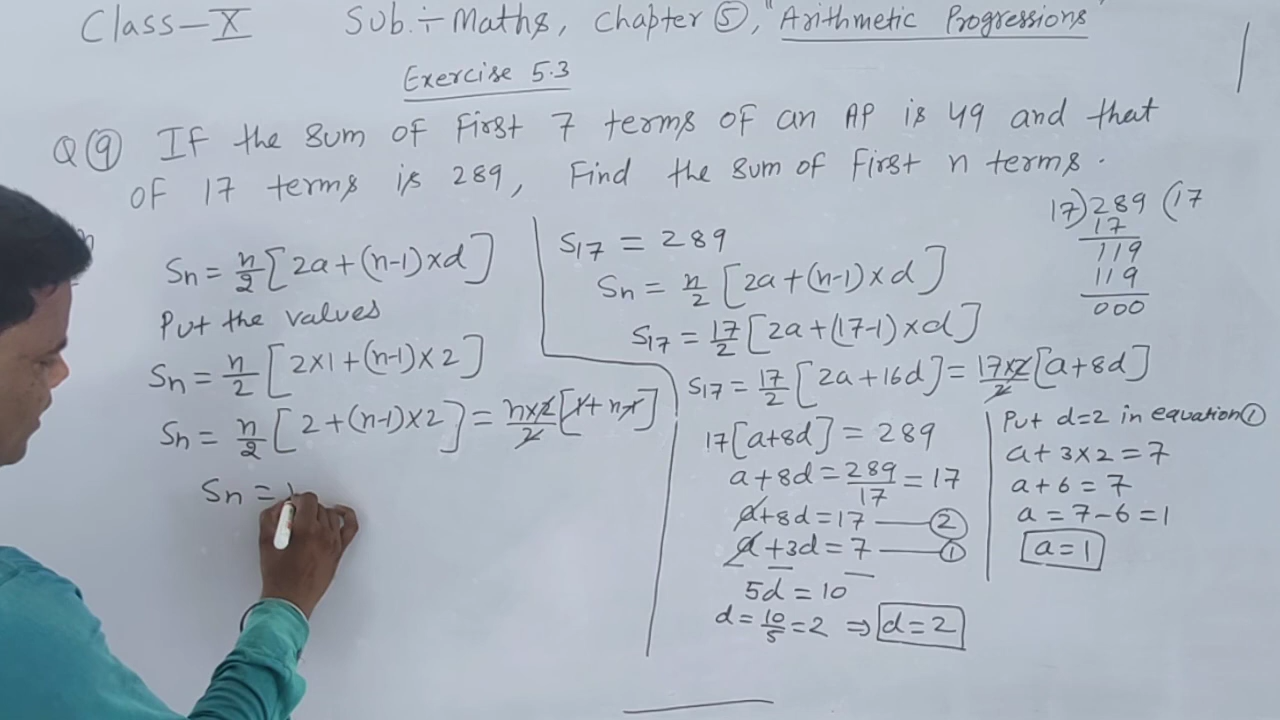 Class-X Sub.÷Maths, Chapter ⑤, "Arithmetic Progressions"
Exercise 5.3
Q⑨ If the sum of first 7 terms of an AP is 49 and that
of 17 terms is 289, Find the sum of first n terms.
Sn = n/2 [2a+(n-1)×d]
Put the values
Sn = n/2 [2×1+(n-1)×2]
Sn = n/2 [2+(n-1)×2] = n×2/2 [1+n-1]
Sn =
S17 = 289
Sn = n/2 [2a+(n-1)×d]
S17 = 17/2 [2a+(17-1)×d]
S17 = 17/2 [2a+16d] = 17×2/2 [a+8d]
17[a+8d] = 289
a+8d = 289/17 = 17
a+8d = 17 — ②
a+3d = 7 — ①
5d = 10
d = 10/5 = 2 ⇒ d=2
17)289(17
17
119
119
000
Put d=2 in equation①
a+3×2=7
a+6=7
a=7-6=1
a=1